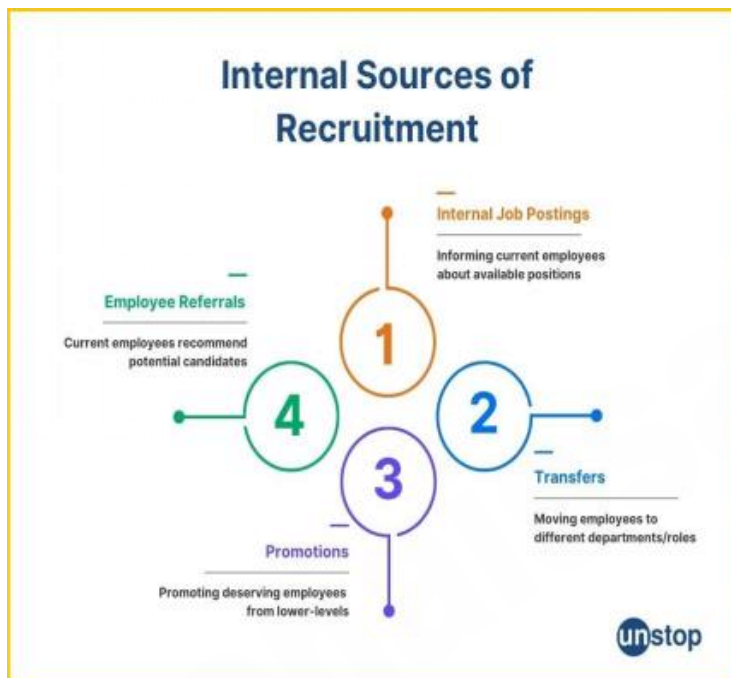 Internal Sources of
Recruitment
Internal Job Postings
Informing current employees
about available positions
1
2
Transfers
Moving employees to
different departments/roles
3
Promotions
Promoting deserving employees
from lower-levels
4
Employee Referrals
Current employees recommend
potential candidates
unstop